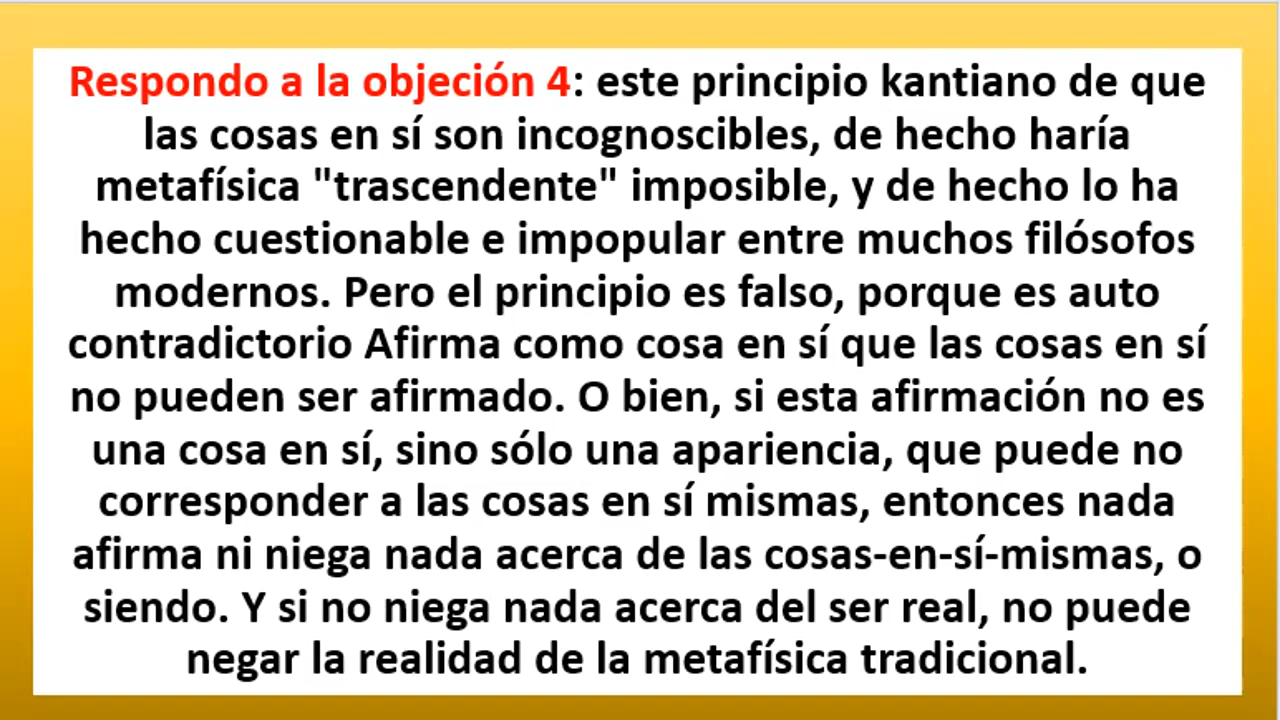 Respondo a la objeción 4: este principio kantiano de que
las cosas en sí son incognoscibles, de hecho haría
metafísica "trascendente" imposible, y de hecho lo ha
hecho cuestionable e impopular entre muchos filósofos
modernos. Pero el principio es falso, porque es auto
contradictorio Afirma como cosa en sí que las cosas en sí
no pueden ser afirmado. O bien, si esta afirmación no es
una cosa en sí, sino sólo una apariencia, que puede no
corresponder a las cosas en sí mismas, entonces nada
afirma ni niega nada acerca de las cosas-en-sí-mismas, o
siendo. Y si no niega nada acerca del ser real, no puede
negar la realidad de la metafísica tradicional.